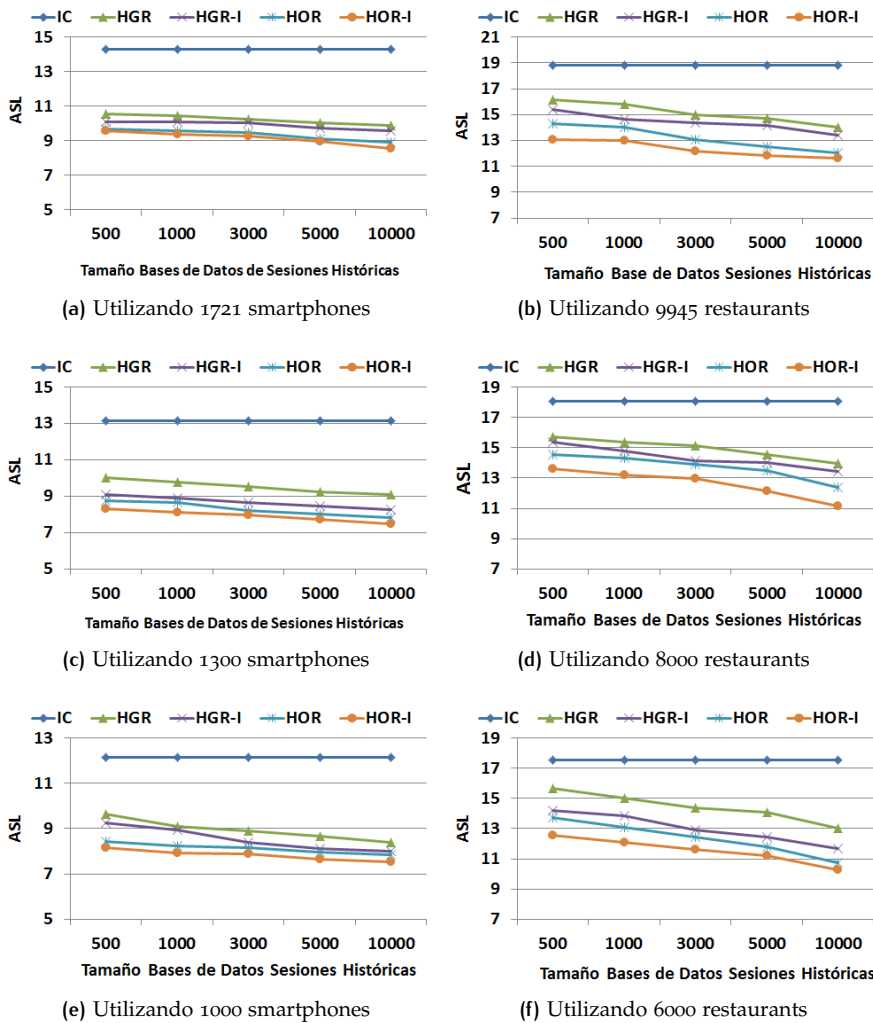 IC HGR HGR-I HOR HOR-I
15
13
11
9
7
5
ASL
500 1000 3000 5000 10000
Tamaño Bases de Datos de Sesiones Históricas
(a) Utilizando 1721 smartphones
IC HGR HGR-I HOR HOR-I
21
19
17
15
13
11
9
7
ASL
500 1000 3000 5000 10000
Tamaño Base de Datos Sesiones Históricas
(b) Utilizando 9945 restaurants
IC HGR HGR-I HOR HOR-I
15
13
11
9
7
5
ASL
500 1000 3000 5000 10000
Tamaño Bases de Datos de Sesiones Históricas
(c) Utilizando 1300 smartphones
IC HGR HGR-I HOR HOR-I
19
17
15
13
11
9
7
ASL
500 1000 3000 5000 10000
Tamaño Bases de Datos Sesiones Históricas
(d) Utilizando 8000 restaurants
IC HGR HGR-I HOR HOR-I
13
11
9
7
5
ASL
500 1000 3000 5000 10000
Tamaño Bases de Datos Sesiones Históricas
(e) Utilizando 1000 smartphones
IC HGR HGR-I HOR HOR-I
19
17
15
13
11
9
7
ASL
500 1000 3000 5000 10000
Tamaño Bases de Datos Sesiones Históricas
(f) Utilizando 6000 restaurants